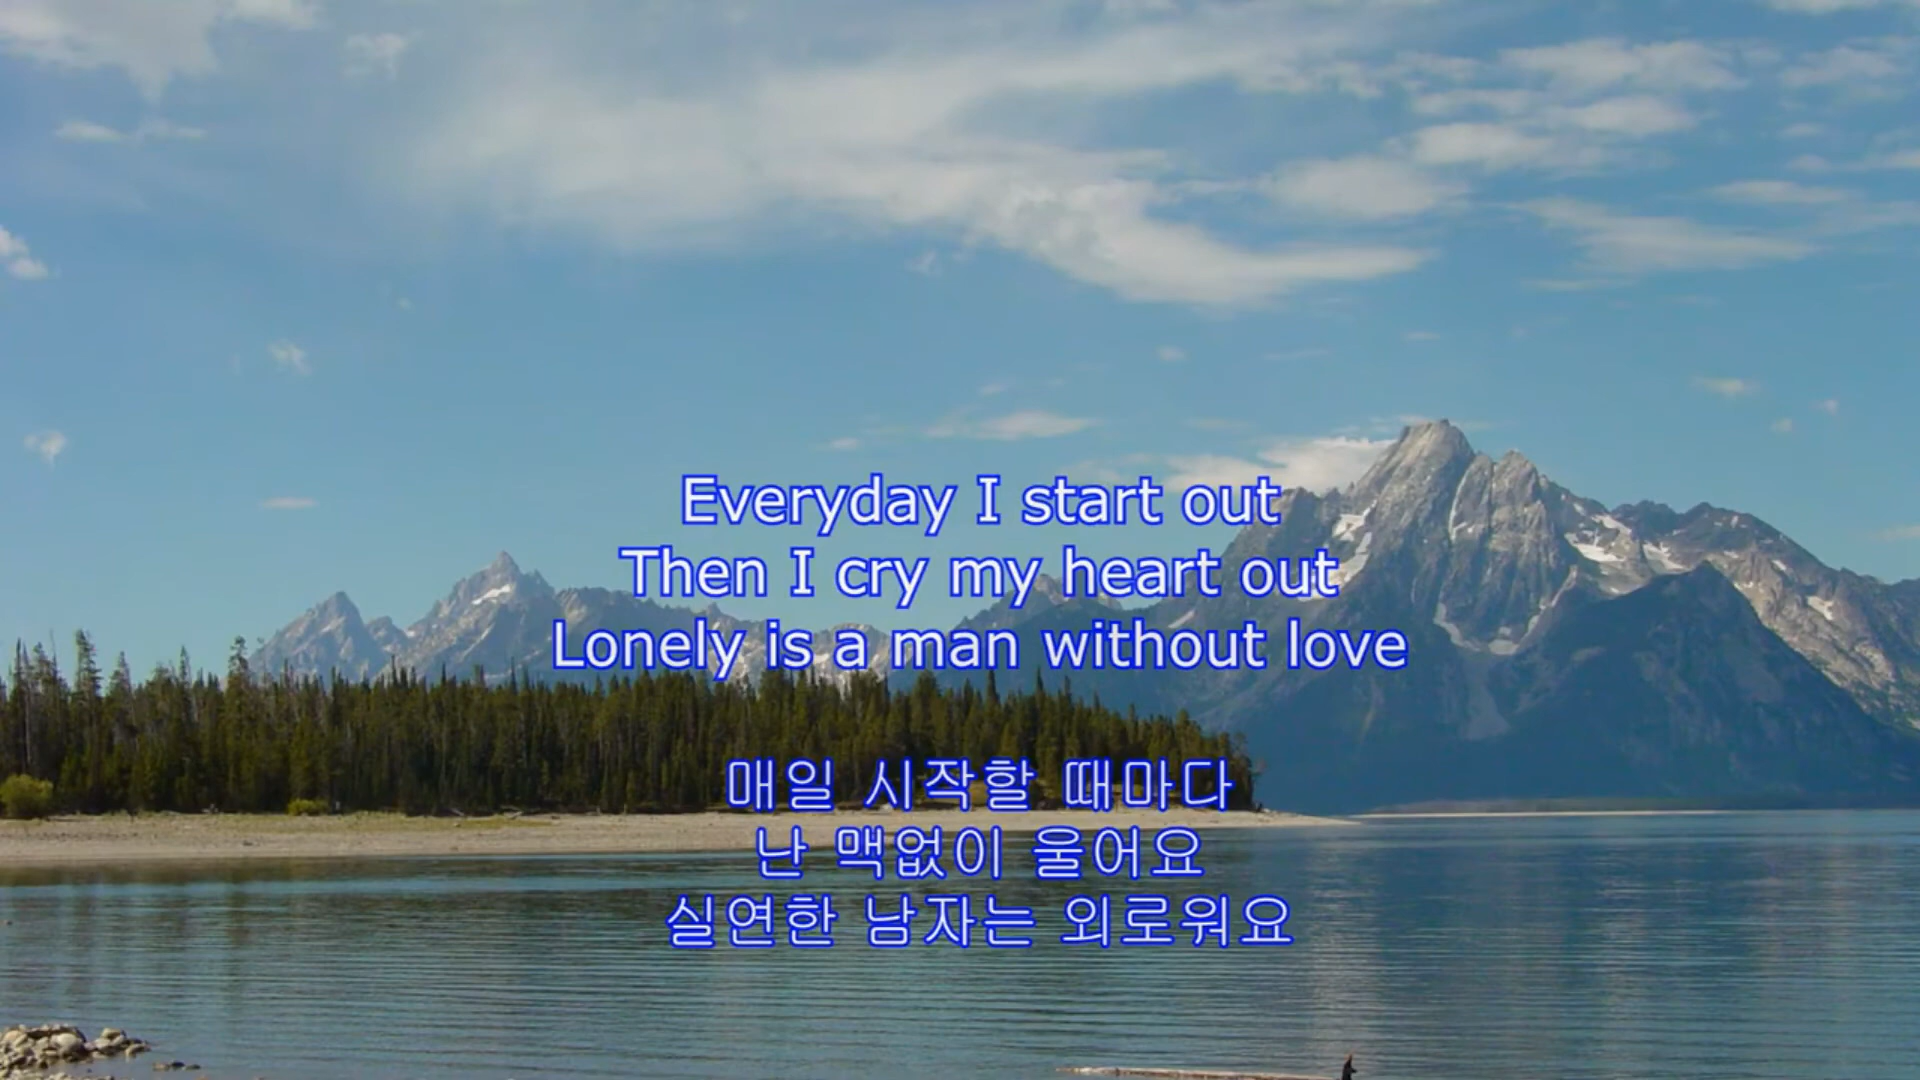 Everyday I start out
Then I cry my heart out
Lonely is a man without love
매일 시작할 때마다
난 맥없이 울어요
실연한 남자는 외로워요